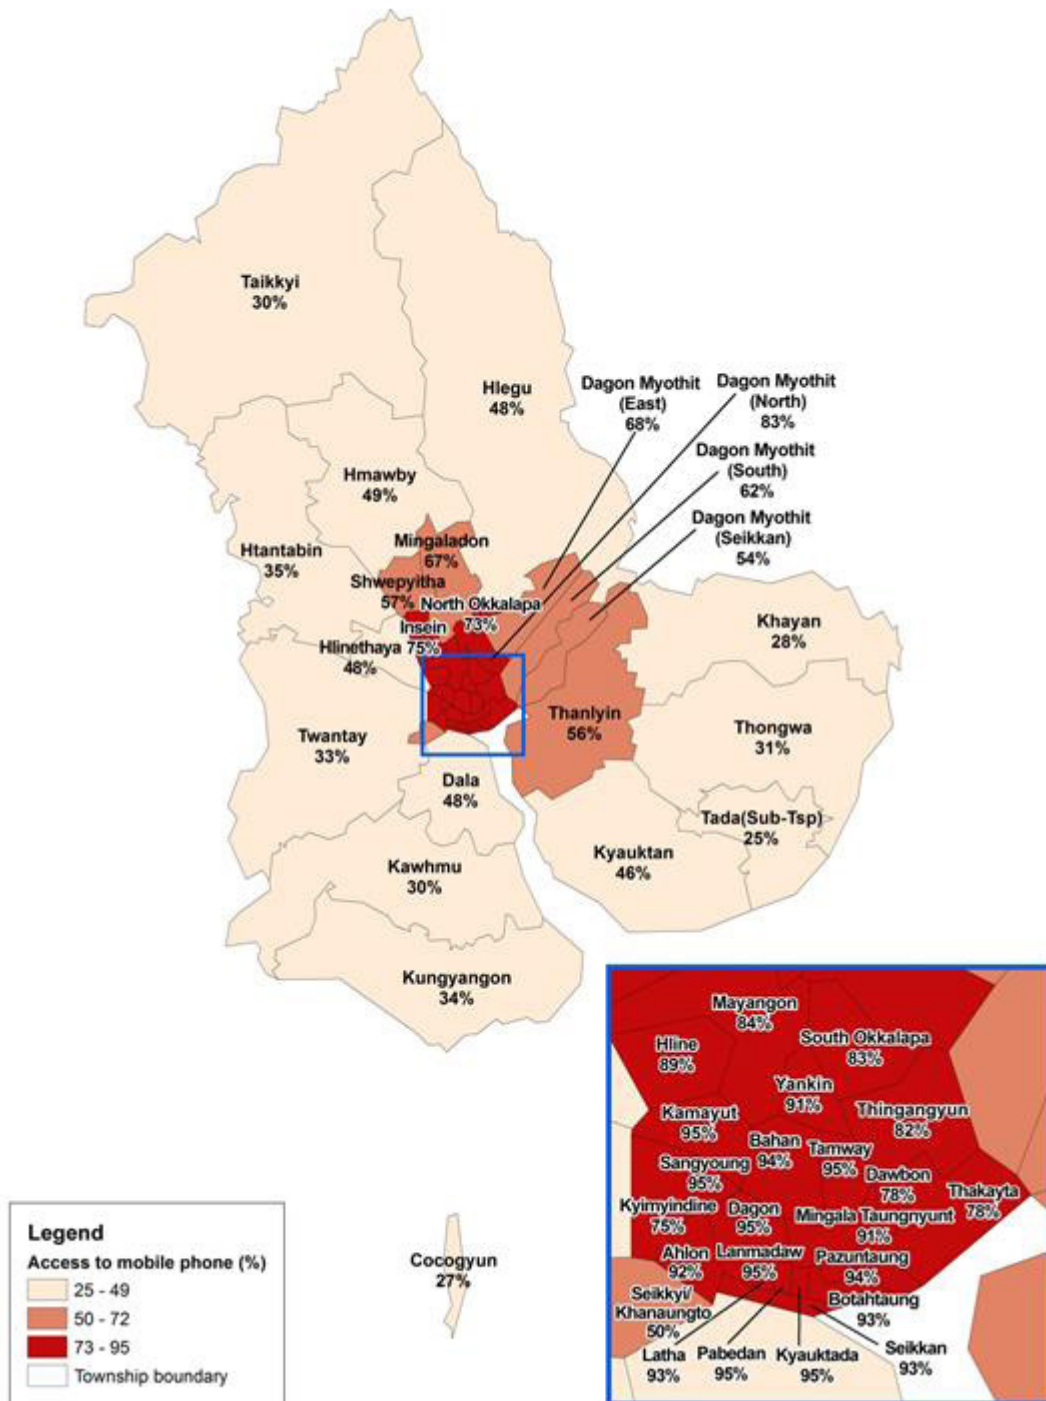 Taikkyi
30%
Hlegu
48%
Dagon Myothit
(East)
68%
Dagon Myothit
(North)
83%
Dagon Myothit
(South)
62%
Dagon Myothit
(Seikkan)
54%
Hmawby
49%
Htantabin
35%
Mingaladon
67%
Shwepyitha
57%
North Okkalapa
73%
Insein
75%
Hlinethaya
48%
Khayan
28%
Twantay
33%
Thanlyin
56%
Thongwa
31%
Dala
48%
Tada(Sub-Tsp)
25%
Kyauktan
46%
Kawhmu
30%
Kungyangon
34%
Cocogyun
27%
Mayangon
84%
Hline
89%
South Okkalapa
83%
Yankin
91%
Kamayut
95%
Thingangyun
82%
Bahan
94%
Tamway
95%
Sangyoung
95%
Dawbon
78%
Thakayta
78%
Kyimyindine
75%
Dagon
95%
Mingala Taungnyunt
91%
Ahlon
92%
Lanmadaw
95%
Pazuntaung
94%
Seikkyi/
Khanaungto
50%
Botahtaung
93%
Latha
93%
Pabedan
95%
Kyauktada
95%
Seikkan
93%
Legend
Access to mobile phone (%)
25 - 49
50 - 72
73 - 95
Township boundary